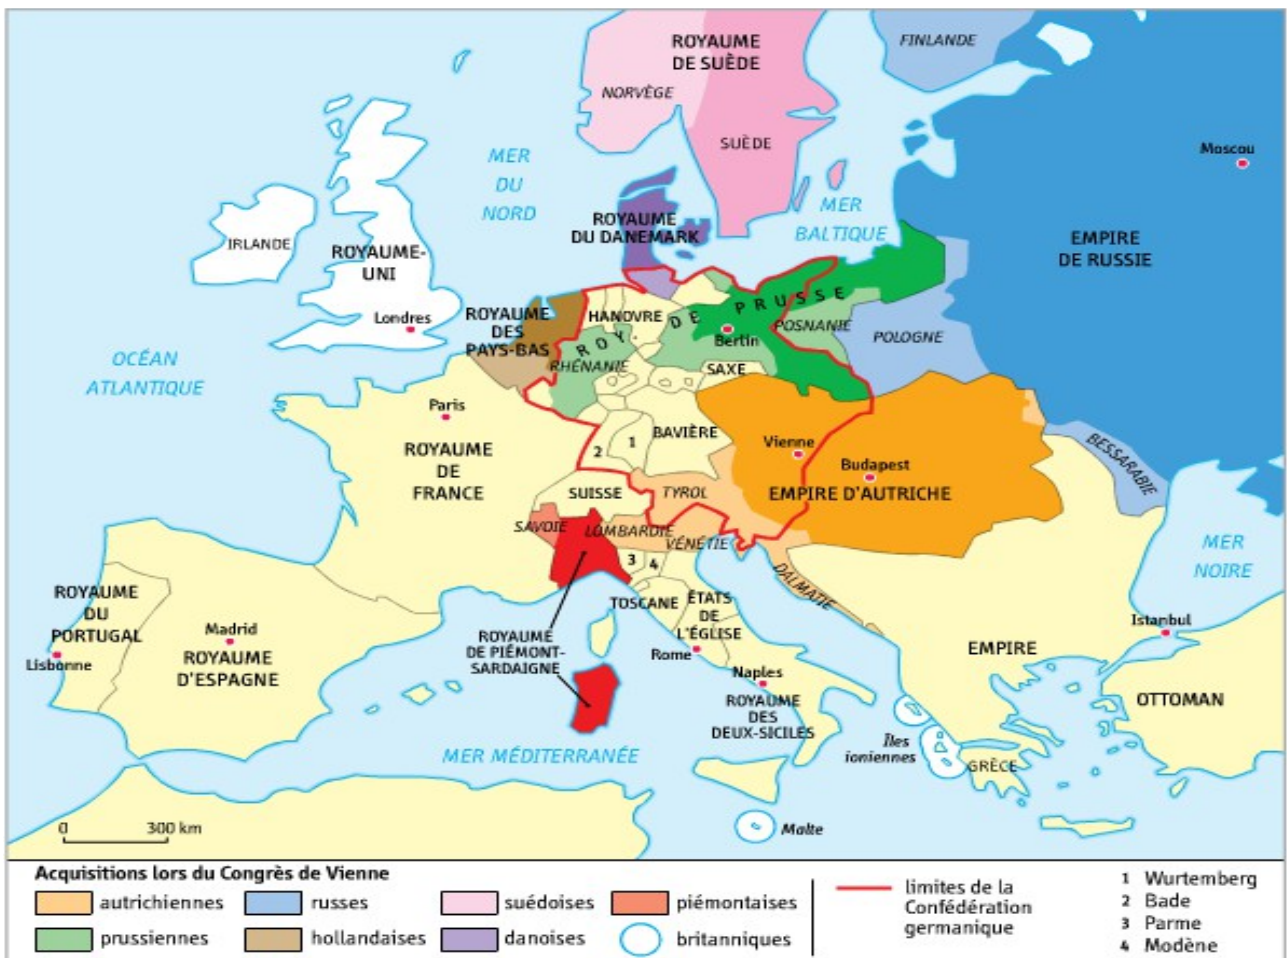 ROYAUME
DE SUÈDE
FINLANDE
NORVÈGE
SUÈDE
Moscou
MER
DU
NORD
MER
BALTIQUE
ROYAUME
DU DANEMARK
IRLANDE
ROYAUME-
UNI
EMPIRE
DE RUSSIE
Londres
ROYAUME
DES
PAYS-BAS
HANOVRE
ROY. DE PRUSSE
POSNANIE
POLOGNE
Berlin
RHÉNANIE
SAXE
OCÉAN
ATLANTIQUE
Paris
ROYAUME
DE
FRANCE
BAVIÈRE
1
2
Vienne
Budapest
EMPIRE D'AUTRICHE
BESSARABIE
SUISSE
TYROL
SAVOIE
LOMBARDIE
VÉNÉTIE
3
4
DALMATIE
MER
NOIRE
ROYAUME
DU
PORTUGAL
Lisbonne
Madrid
ROYAUME
D'ESPAGNE
ROYAUME
DE PIÉMONT-
SARDAIGNE
TOSCANE
ÉTATS
DE
L'ÉGLISE
Rome
Naples
ROYAUME
DES
DEUX-SICILES
Istanbul
EMPIRE
OTTOMAN
Îles
ioniennes
GRÈCE
MER MÉDITERRANÉE
Malte
0 300 km
Acquisitions lors du Congrès de Vienne
autrichiennes
russes
suédoises
piémontaises
prussiennes
hollandaises
danoises
britanniques
limites de la
Confédération
germanique
1 Wurtemberg
2 Bade
3 Parme
4 Modène